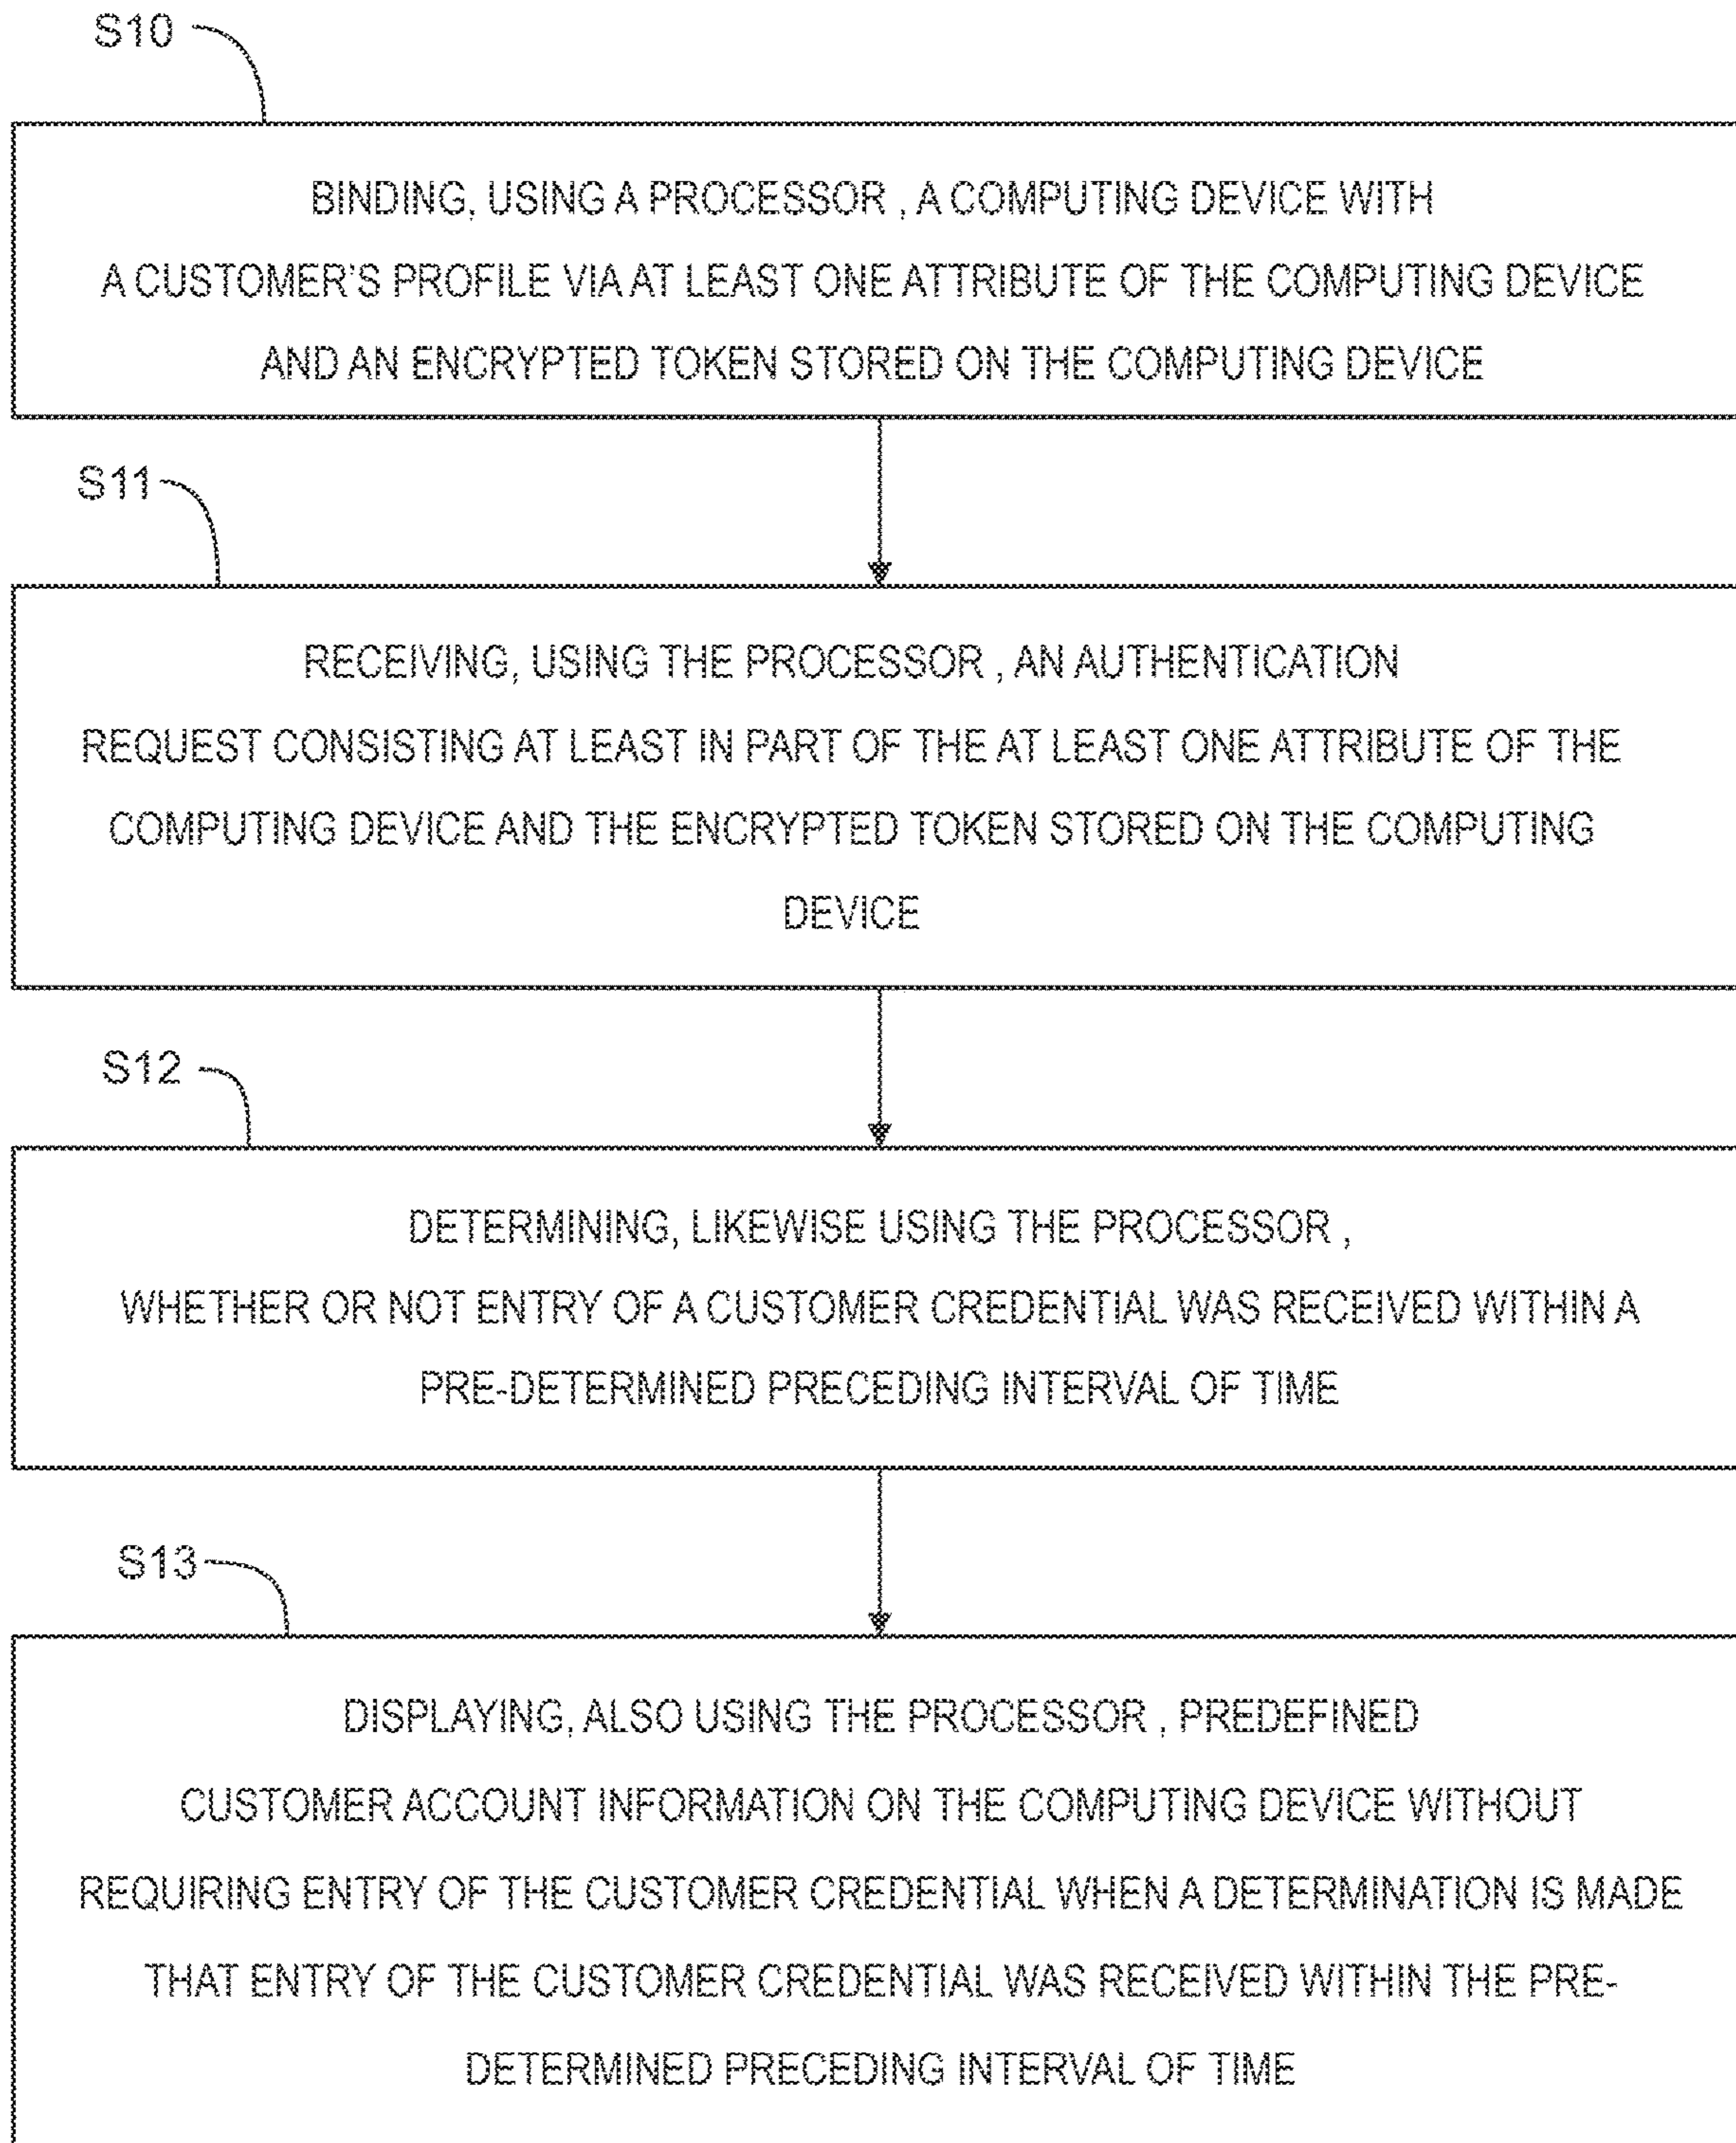 S10
BINDING, USING A PROCESSOR , A COMPUTING DEVICE WITH
A CUSTOMER'S PROFILE VIA AT LEAST ONE ATTRIBUTE OF THE COMPUTING DEVICE
AND AN ENCRYPTED TOKEN STORED ON THE COMPUTING DEVICE
S11
RECEIVING, USING THE PROCESSOR , AN AUTHENTICATION
REQUEST CONSISTING AT LEAST IN PART OF THE AT LEAST ONE ATTRIBUTE OF THE
COMPUTING DEVICE AND THE ENCRYPTED TOKEN STORED ON THE COMPUTING
DEVICE
S12
DETERMINING, LIKEWISE USING THE PROCESSOR ,
WHETHER OR NOT ENTRY OF A CUSTOMER CREDENTIAL WAS RECEIVED WITHIN A
PRE-DETERMINED PRECEDING INTERVAL OF TIME
S13
DISPLAYING, ALSO USING THE PROCESSOR , PREDEFINED
CUSTOMER ACCOUNT INFORMATION ON THE COMPUTING DEVICE WITHOUT
REQUIRING ENTRY OF THE CUSTOMER CREDENTIAL WHEN A DETERMINATION IS MADE
THAT ENTRY OF THE CUSTOMER CREDENTIAL WAS RECEIVED WITHIN THE PRE-
DETERMINED PRECEDING INTERVAL OF TIME